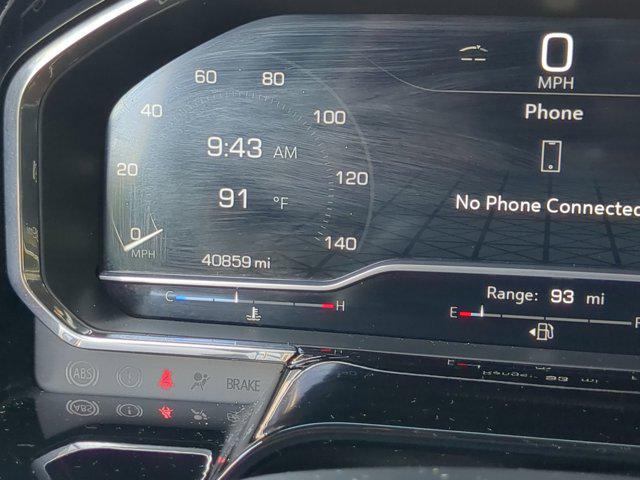 0
MPH
Phone
No Phone Connected
0
20
40
60
80
100
120
140
MPH
9:43 AM
91 °F
40859 mi
C
H
Range: 93 mi
E
F
ABS
BRAKE